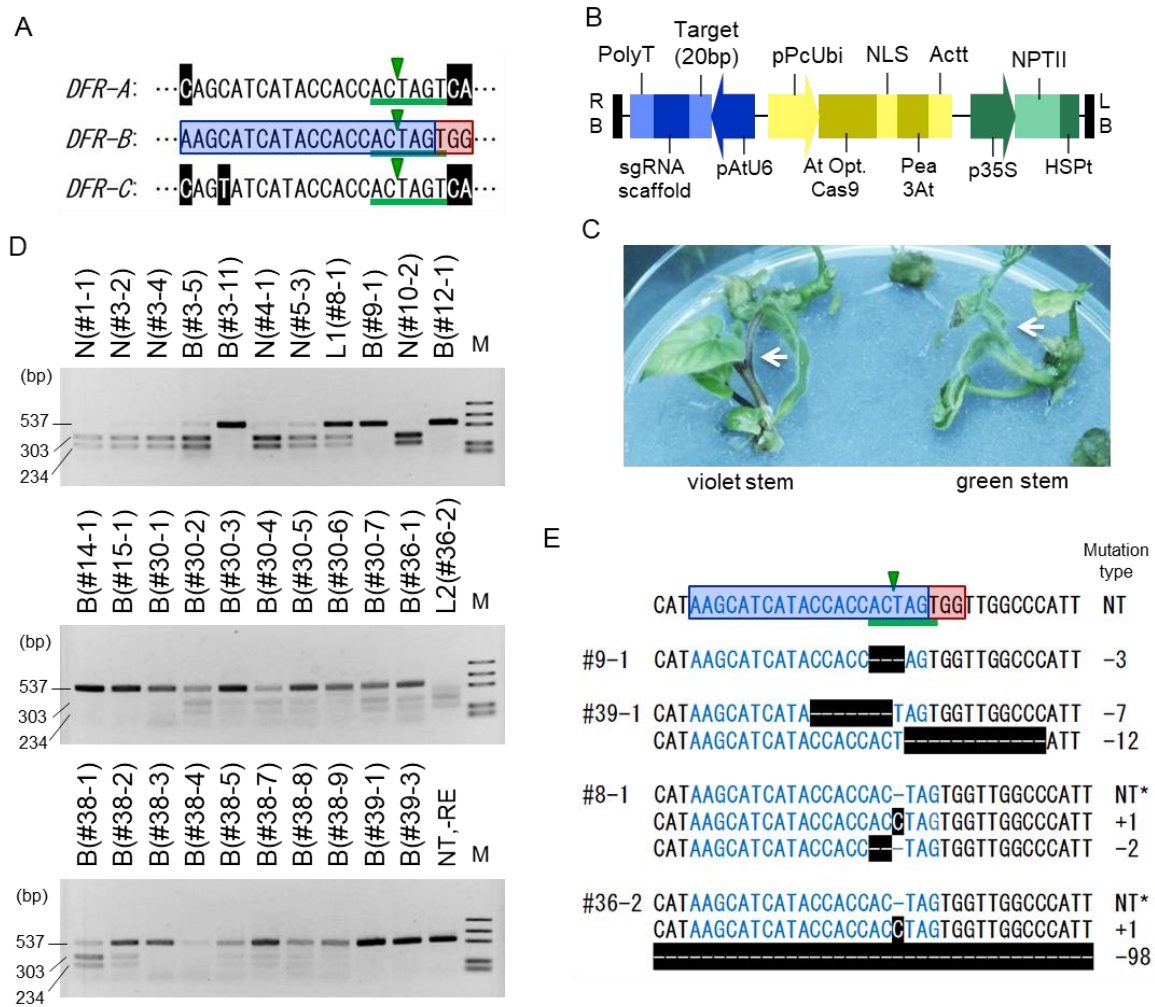 A
DFR-A: ···CAGCATCATACCACCACTAGTCA···
DFR-B: ···AAGCATCATACCACCACTAGTGG···
DFR-C: ···CAGTATCATACCACCACTAGTCA···
B
PolyT
Target
(20bp)
pPcUbi
NLS
Actt
NPTII
R
B
L
B
sgRNA
scaffold
pAtU6
At Opt.
Cas9
Pea
3At
p35S
HSPt
C
violet stem
green stem
D
N(#1-1)
N(#3-2)
N(#3-4)
B(#3-5)
B(#3-11)
N(#4-1)
N(#5-3)
L1(#8-1)
B(#9-1)
N(#10-2)
B(#12-1)
M
(bp)
537
303
234
B(#14-1)
B(#15-1)
B(#30-1)
B(#30-2)
B(#30-3)
B(#30-4)
B(#30-5)
B(#30-6)
B(#30-7)
B(#36-1)
L2(#36-2)
M
(bp)
537
303
234
B(#38-1)
B(#38-2)
B(#38-3)
B(#38-4)
B(#38-5)
B(#38-7)
B(#38-8)
B(#38-9)
B(#39-1)
B(#39-3)
NT,-RE
M
(bp)
537
303
234
E
Mutation
type
CATAAGCATCATACCACCACTAGTGGTTGGCCCATT NT
#9-1 CATAAGCATCATACCACC---AGTGGTTGGCCCATT −3
#39-1 CATAAGCATCATA-------TAGTGGTTGGCCCATT −7
CATAAGCATCATACCACCACT------------ATT −12
#8-1 CATAAGCATCATACCACCAC-TAGTGGTTGGCCCATT NT*
CATAAGCATCATACCACCACCTAGTGGTTGGCCCATT +1
CATAAGCATCATACCACC---TAGTGGTTGGCCCATT −2
#36-2 CATAAGCATCATACCACCAC-TAGTGGTTGGCCCATT NT*
CATAAGCATCATACCACCACCTAGTGGTTGGCCCATT +1
------------------------------------- −98